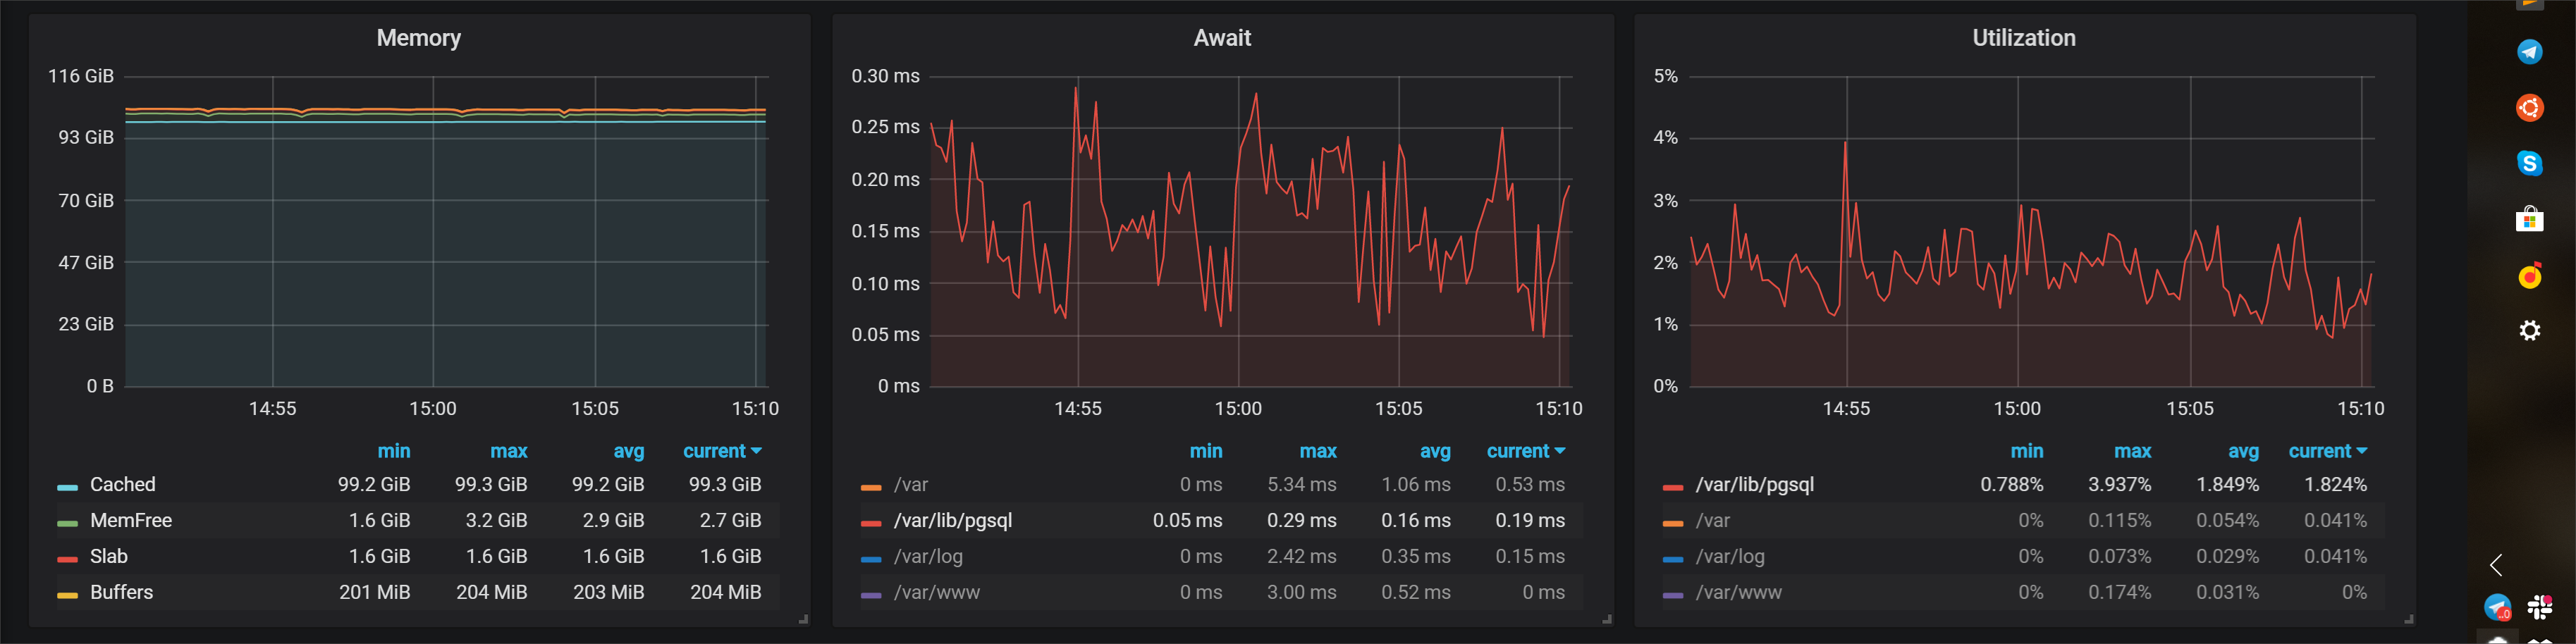 Memory
116 GiB
93 GiB
70 GiB
47 GiB
23 GiB
0 B
14:55 15:00 15:05 15:10
min max avg current
Cached 99.2 GiB 99.3 GiB 99.2 GiB 99.3 GiB
MemFree 1.6 GiB 3.2 GiB 2.9 GiB 2.7 GiB
Slab 1.6 GiB 1.6 GiB 1.6 GiB 1.6 GiB
Buffers 201 MiB 204 MiB 203 MiB 204 MiB
Await
0.30 ms
0.25 ms
0.20 ms
0.15 ms
0.10 ms
0.05 ms
0 ms
14:55 15:00 15:05 15:10
min max avg current
/var 0 ms 5.34 ms 1.06 ms 0.53 ms
/var/lib/pgsql 0.05 ms 0.29 ms 0.16 ms 0.19 ms
/var/log 0 ms 2.42 ms 0.35 ms 0.15 ms
/var/www 0 ms 3.00 ms 0.52 ms 0 ms
Utilization
5%
4%
3%
2%
1%
0%
14:55 15:00 15:05 15:10
min max avg current
/var/lib/pgsql 0.788% 3.937% 1.849% 1.824%
/var 0% 0.115% 0.054% 0.041%
/var/log 0% 0.073% 0.029% 0.041%
/var/www 0% 0.174% 0.031% 0%
S